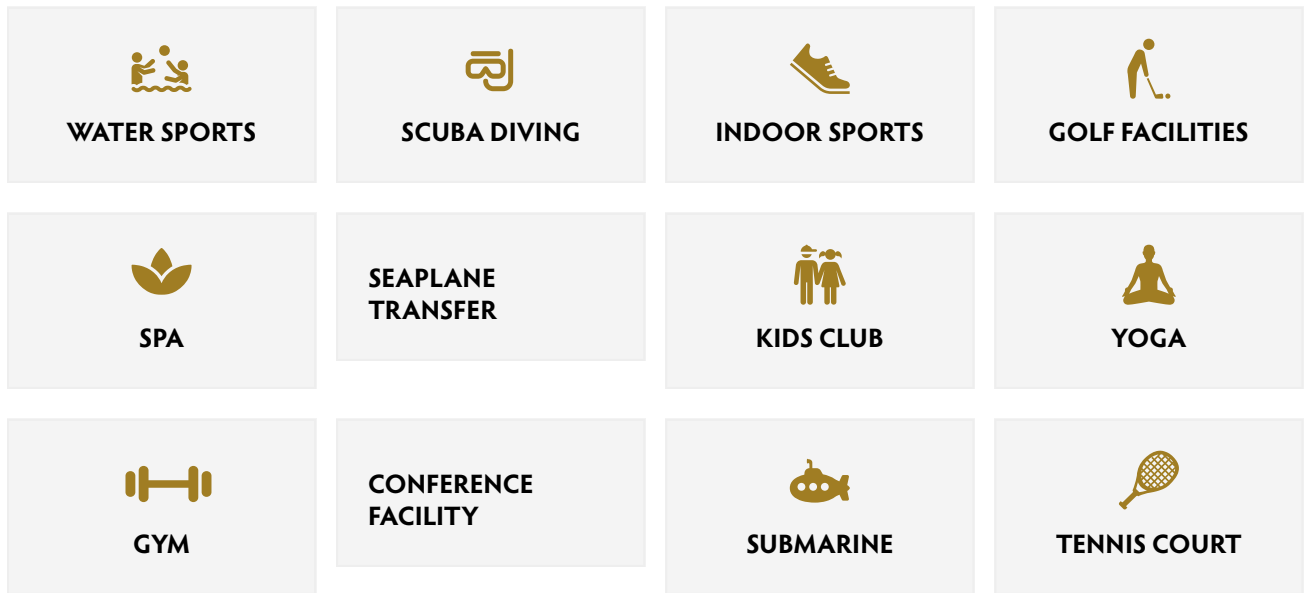 WATER SPORTS
SCUBA DIVING
INDOOR SPORTS
GOLF FACILITIES
SPA
SEAPLANE
TRANSFER
KIDS CLUB
YOGA
GYM
CONFERENCE
FACILITY
SUBMARINE
TENNIS COURT